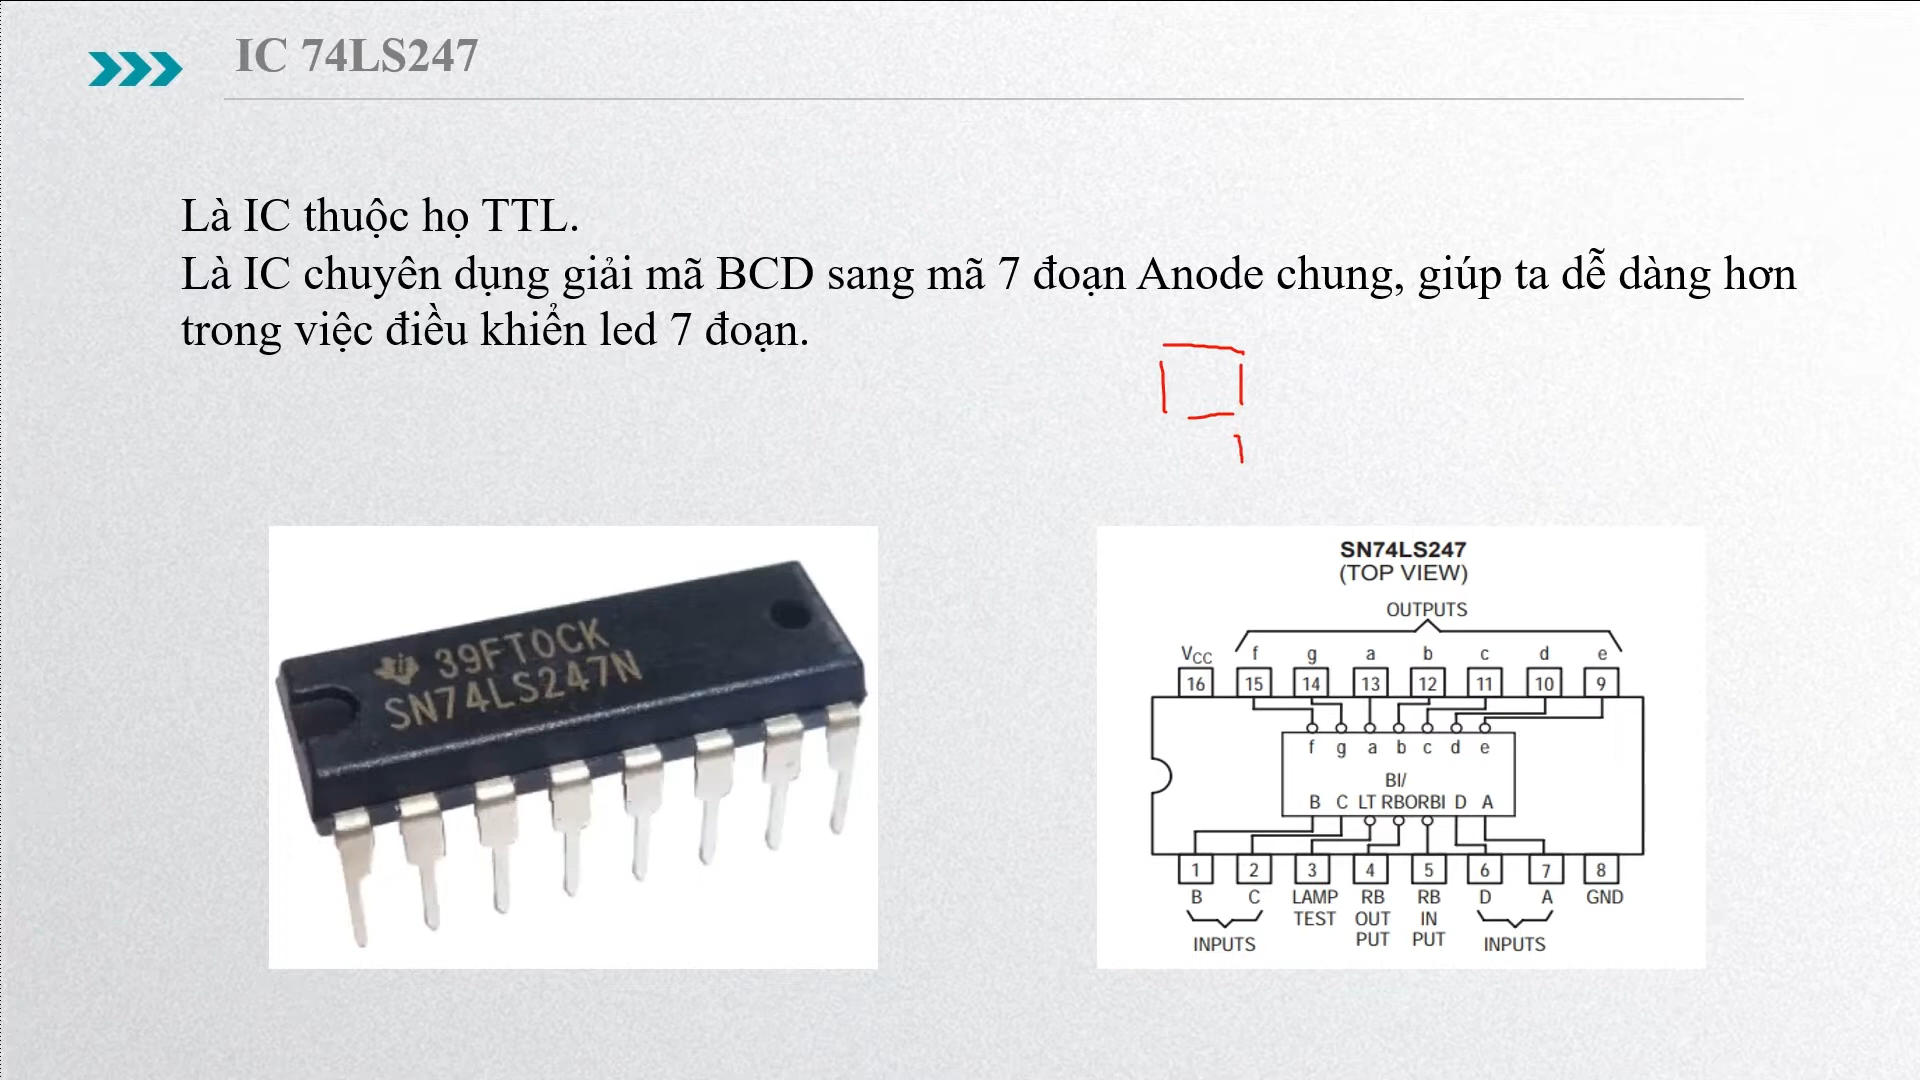 IC 74LS247
Là IC thuộc họ TTL.
Là IC chuyên dụng giải mã BCD sang mã 7 đoạn Anode chung, giúp ta dễ dàng hơn
trong việc điều khiển led 7 đoạn.
39FT0CK
SN74LS247N
SN74LS247
(TOP VIEW)
OUTPUTS
VCC f g a b c d e
16 15 14 13 12 11 10 9
f g a b c d e
BI/
B C LT RBO RBI D A
1 2 3 4 5 6 7 8
B C LAMP RB RB D A GND
TEST OUT IN
PUT PUT
INPUTS INPUTS